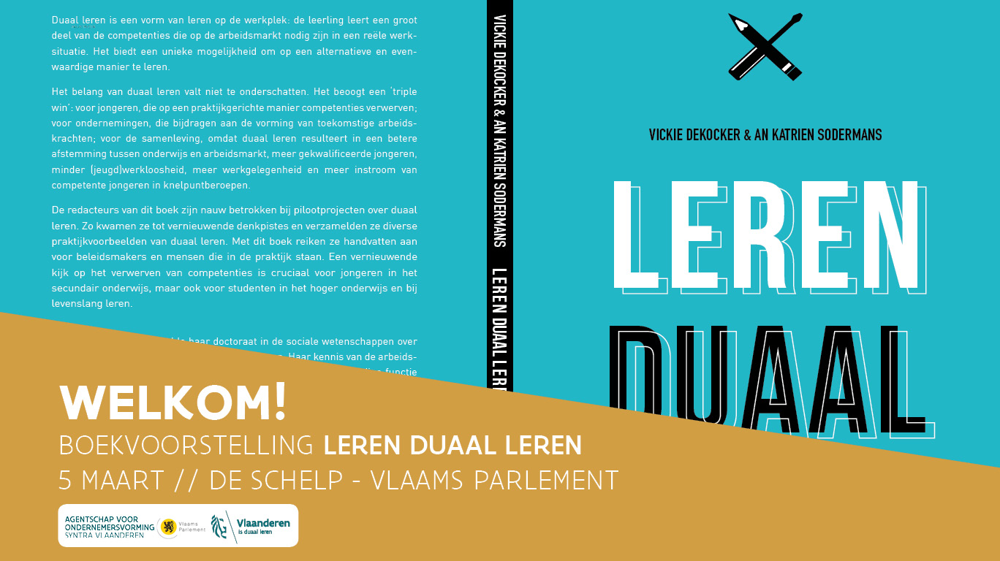 Duaal leren is een vorm van leren op de werkplek: de leerling leert een groot
deel van de competenties die op de arbeidsmarkt nodig zijn in een reële werk-
situatie. Het biedt een unieke mogelijkheid om op een alternatieve en even-
waardige manier te leren.
Het belang van duaal leren valt niet te onderschatten. Het beoogt een ‘triple
win’: voor jongeren, die op een praktijkgerichte manier competenties verwerven;
voor ondernemingen, die bijdragen aan de vorming van toekomstige arbeids-
krachten; voor de samenleving, omdat duaal leren resulteert in een betere
afstemming tussen onderwijs en arbeidsmarkt, meer gekwalificeerde jongeren,
minder (jeugd)werkloosheid, meer werkgelegenheid en meer instroom van
competente jongeren in knelpuntberoepen.
De redacteurs van dit boek zijn nauw betrokken bij pilootprojecten over duaal
leren. Zo kwamen ze tot vernieuwende denkpistes en verzamelden ze diverse
praktijkvoorbeelden van duaal leren. Met dit boek reiken ze handvatten aan
voor beleidsmakers en mensen die in de praktijk staan. Een vernieuwende
kijk op het verwerven van competenties is cruciaal voor jongeren in het
secundair onderwijs, maar ook voor studenten in het hoger onderwijs en bij
levenslang leren.
haar doctoraat in de sociale wetenschappen over
Haar kennis van de arbeids-
functie
VICKIE DEKOCKER & AN KATRIEN SODERMANS LEREN DUAAL LER
VICKIE DEKOCKER & AN KATRIEN SODERMANS
LEREN
DUAAL
WELKOM!
BOEKVOORSTELLING LEREN DUAAL LEREN
5 MAART // DE SCHELP - VLAAMS PARLEMENT
AGENTSCHAP VOOR
ONDERNEMERSVORMING
SYNTRA VLAANDEREN
Vlaams
Parlement
Vlaanderen
is duaal leren